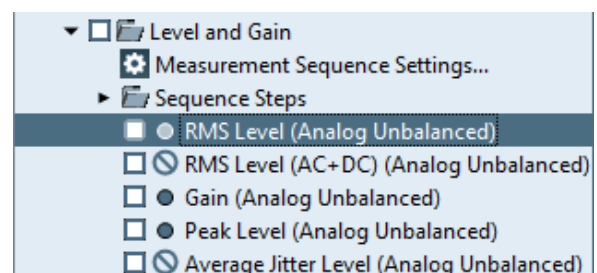 Level and Gain
Measurement Sequence Settings...
Sequence Steps
RMS Level (Analog Unbalanced)
RMS Level (AC+DC) (Analog Unbalanced)
Gain (Analog Unbalanced)
Peak Level (Analog Unbalanced)
Average Jitter Level (Analog Unbalanced)